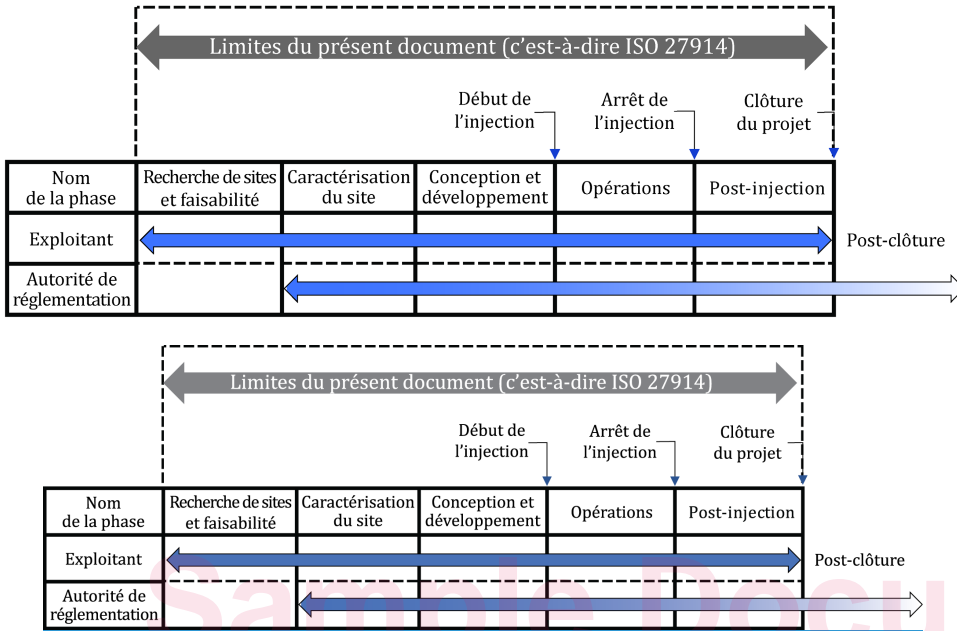 Limites du présent document (c'est-à-dire ISO 27914)
Début de
l'injection
Arrêt de
l'injection
Clôture
du projet
Nom
de la phase
Recherche de sites
et faisabilité
Caractérisation
du site
Conception et
développement
Opérations
Post-injection
Exploitant
Post-clôture
Autorité de
réglementation
Limites du présent document (c'est-à-dire ISO 27914)
Début de
l'injection
Arrêt de
l'injection
Clôture
du projet
Nom
de la phase
Recherche de sites
et faisabilité
Caractérisation
du site
Conception et
développement
Opérations
Post-injection
Exploitant
Post-clôture
Autorité de
réglementation
Sample Docu